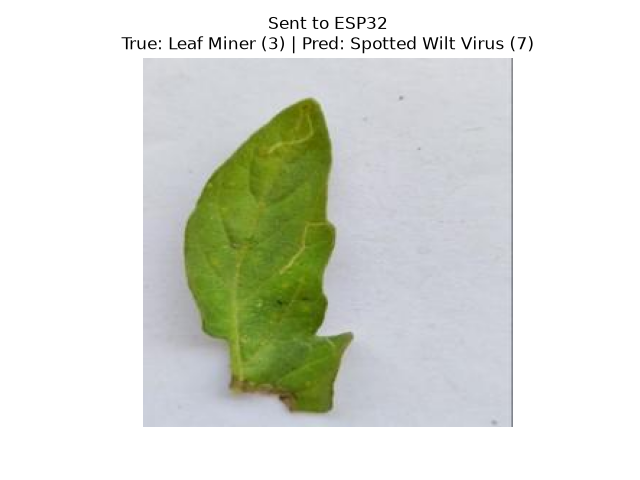 Sent to ESP32
True: Leaf Miner (3) | Pred: Spotted Wilt Virus (7)